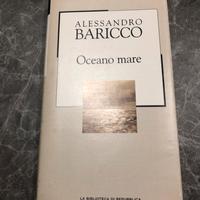 ALESSANDRO
BARICCO
Oceano mare
LA BIBLIOTECA DI REPUBBLICA